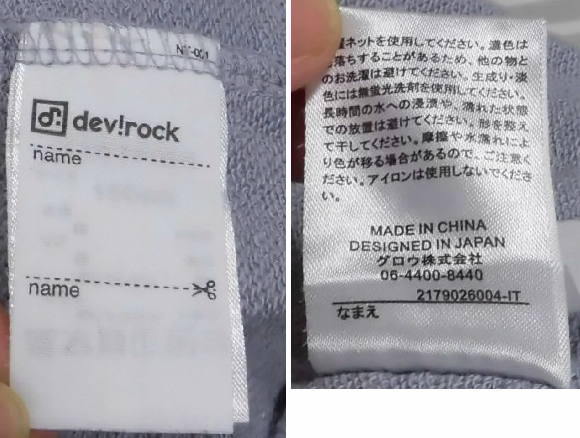 dev!rock
name
name
ネットを使用してください。濃色は
落ちすることがあるため、他の物と
のお洗濯は避けてください。生成り・淡
色には無蛍光洗剤を使用してください。
長時間の水への浸漬や、濡れた状態
での放置は避けてください。形を整え
て干してください。摩擦や水濡れによ
り色が移る場合があるので、ご注意く
ださい。アイロンは使用しないでくださ
い。
MADE IN CHINA
DESIGNED IN JAPAN
グロウ株式会社
06-4400-8440
2179026004-IT
なまえ